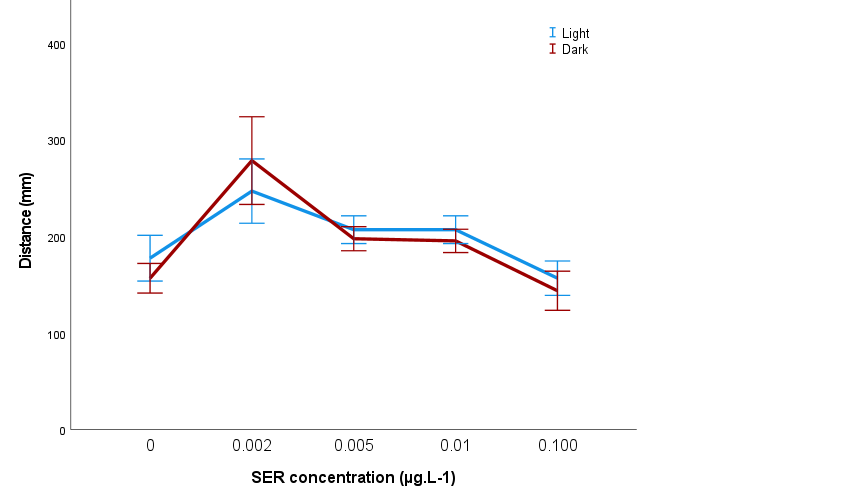 400
300
200
100
0
Distance (mm)
Light
Dark
0 0.002 0.005 0.01 0.100
SER concentration (µg.L-1)